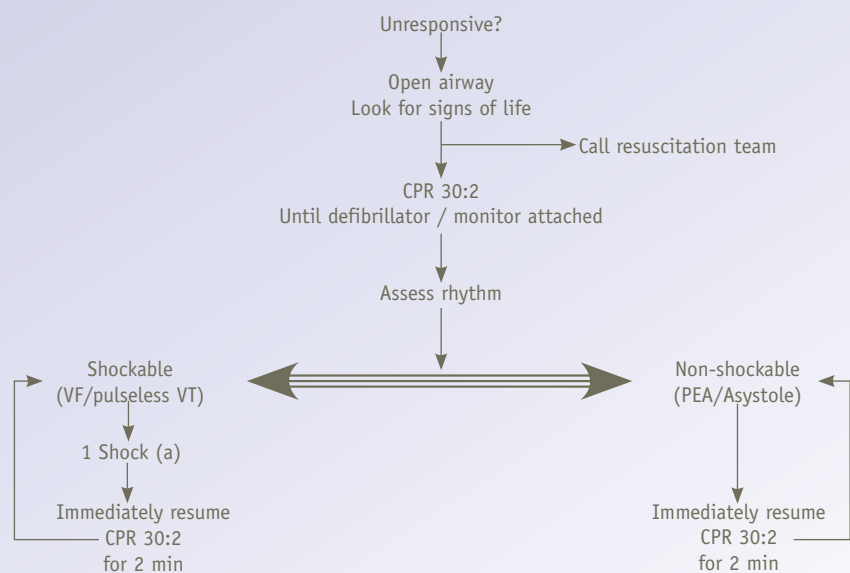 Unresponsive?
Open airway
Look for signs of life
Call resuscitation team
CPR 30:2
Until defibrillator / monitor attached
Assess rhythm
Shockable
(VF/pulseless VT)
1 Shock (a)
Immediately resume
CPR 30:2
for 2 min
Non-shockable
(PEA/Asystole)
Immediately resume
CPR 30:2
for 2 min